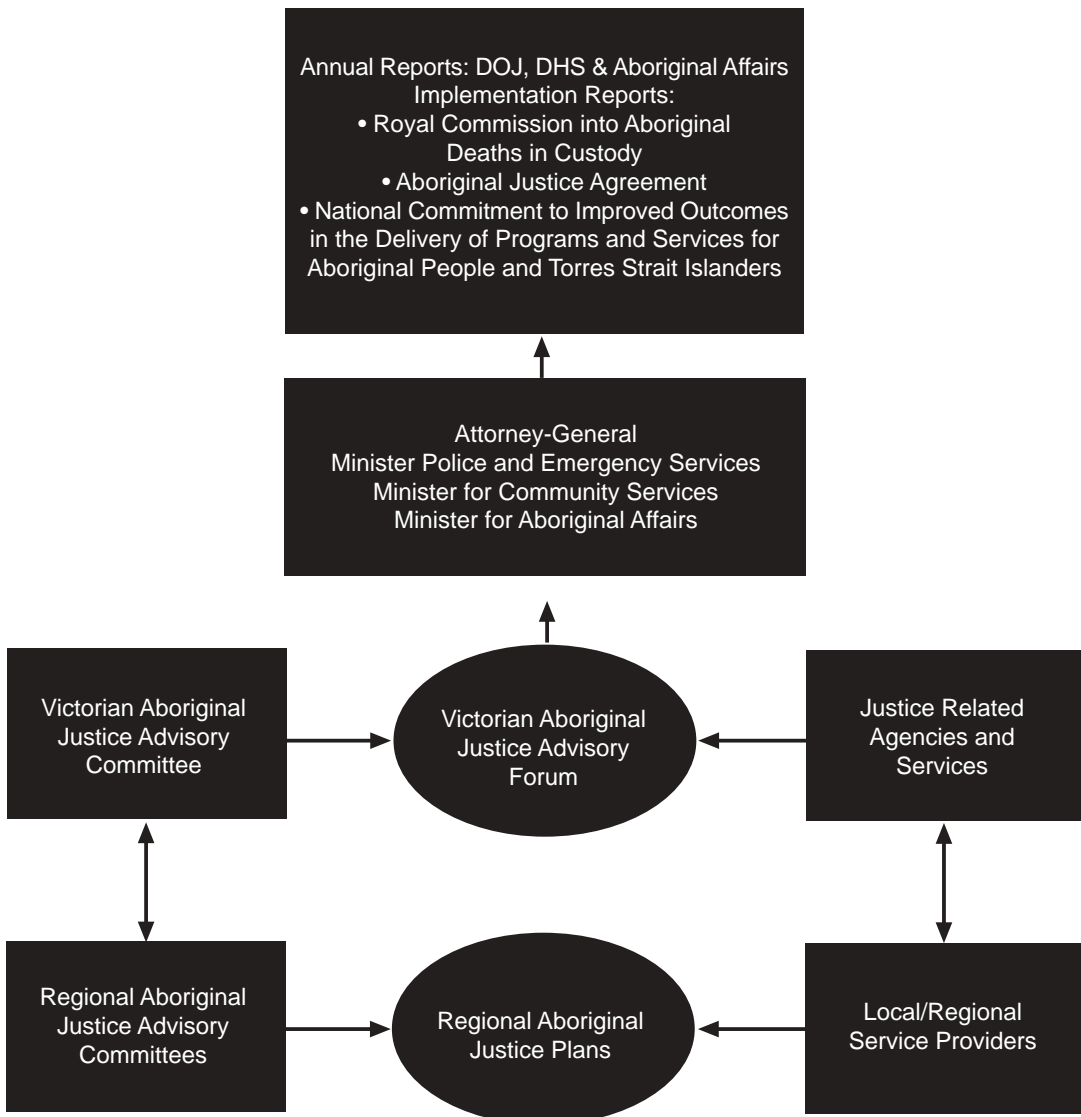 Annual Reports: DOJ, DHS & Aboriginal Affairs
Implementation Reports:
• Royal Commission into Aboriginal
Deaths in Custody
• Aboriginal Justice Agreement
• National Commitment to Improved Outcomes
in the Delivery of Programs and Services for
Aboriginal People and Torres Strait Islanders
Attorney-General
Minister Police and Emergency Services
Minister for Community Services
Minister for Aboriginal Affairs
Victorian Aboriginal
Justice Advisory
Committee
Victorian Aboriginal
Justice Advisory
Forum
Justice Related
Agencies and
Services
Regional Aboriginal
Justice Advisory
Committees
Regional Aboriginal
Justice Plans
Local/Regional
Service Providers